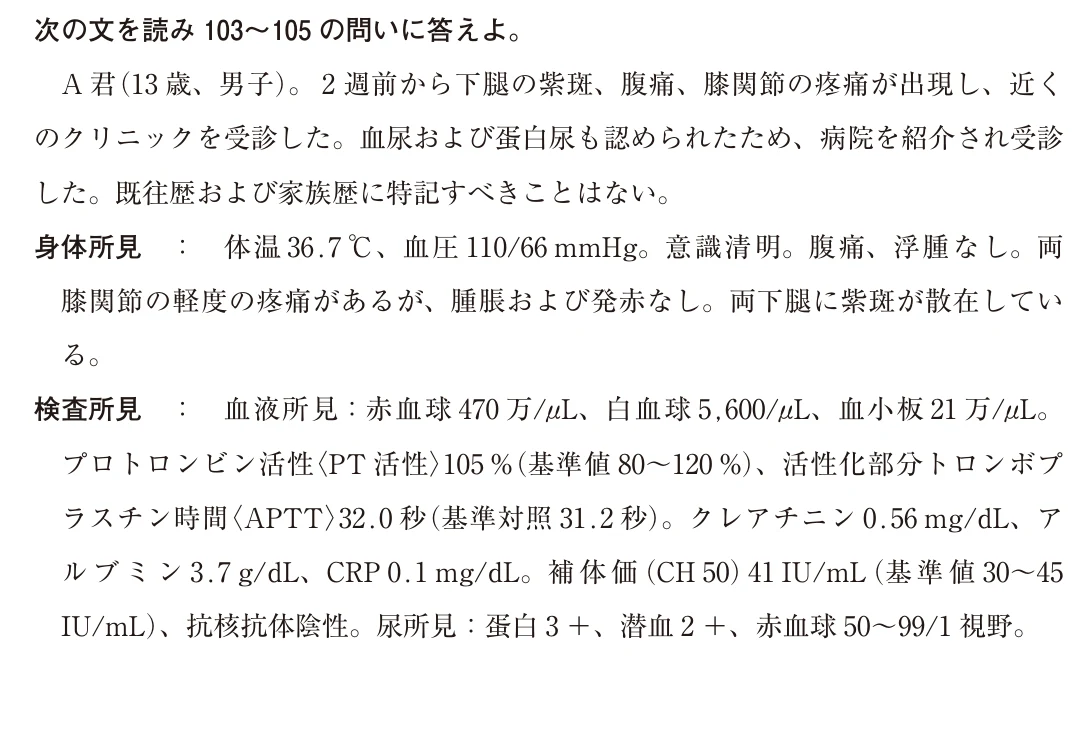 次の文を読み 103~105 の問いに答えよ。
A 君(13 歳、男子)。2 週前から下腿の紫斑、腹痛、膝関節の疼痛が出現し、近く
のクリニックを受診した。血尿および蛋白尿も認められたため、病院を紹介され受診
した。既往歴および家族歴に特記すべきことはない。
身体所見 : 体温 36.7 ℃、血圧 110/66 mmHg。意識清明。腹痛、浮腫なし。両
膝関節の軽度の疼痛があるが、腫脹および発赤なし。両下腿に紫斑が散在してい
る。
検査所見 : 血液所見:赤血球 470 万/μL、白血球 5,600/μL、血小板 21 万/μL。
プロトロンビン活性〈PT 活性〉105 %(基準値 80~120 %)、活性化部分トロンボプ
ラスチン時間〈APTT〉32.0 秒(基準対照 31.2 秒)。クレアチニン 0.56 mg/dL、ア
ルブミン 3.7 g/dL、CRP 0.1 mg/dL。補体価(CH 50) 41 IU/mL(基準値 30~45
IU/mL)、抗核抗体陰性。尿所見:蛋白 3 +、潜血 2 +、赤血球 50~99/1 視野。